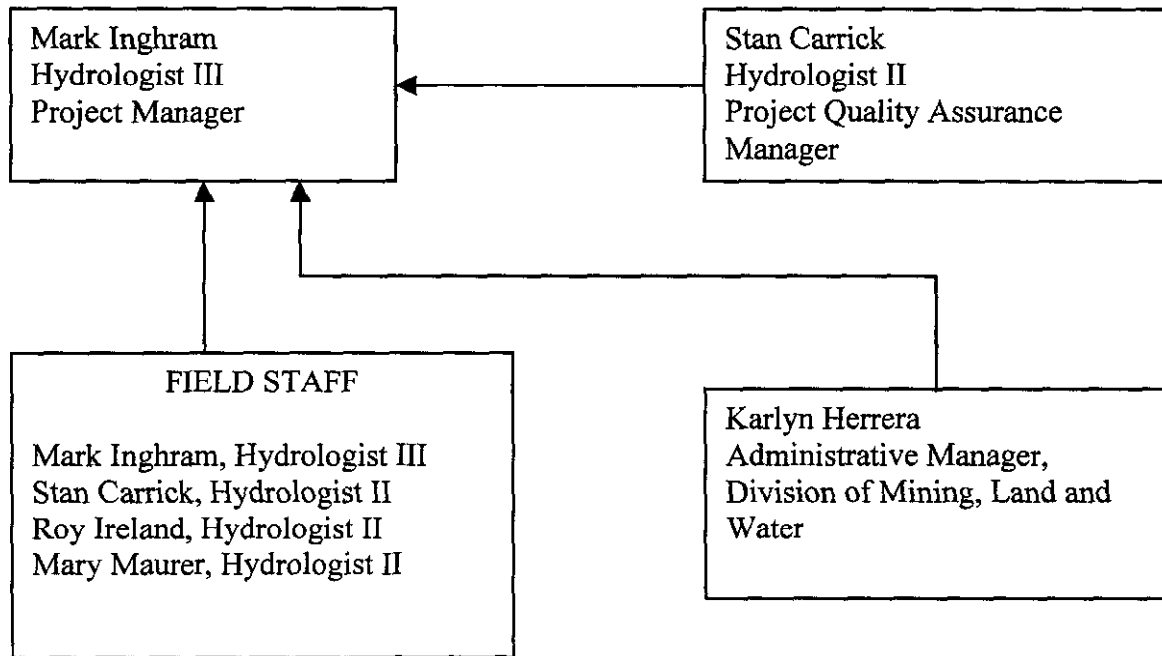 Mark Inghram
Hydrologist III
Project Manager
Stan Carrick
Hydrologist II
Project Quality Assurance
Manager
FIELD STAFF
Mark Inghram, Hydrologist III
Stan Carrick, Hydrologist II
Roy Ireland, Hydrologist II
Mary Maurer, Hydrologist II
Karlyn Herrera
Administrative Manager,
Division of Mining, Land and
Water